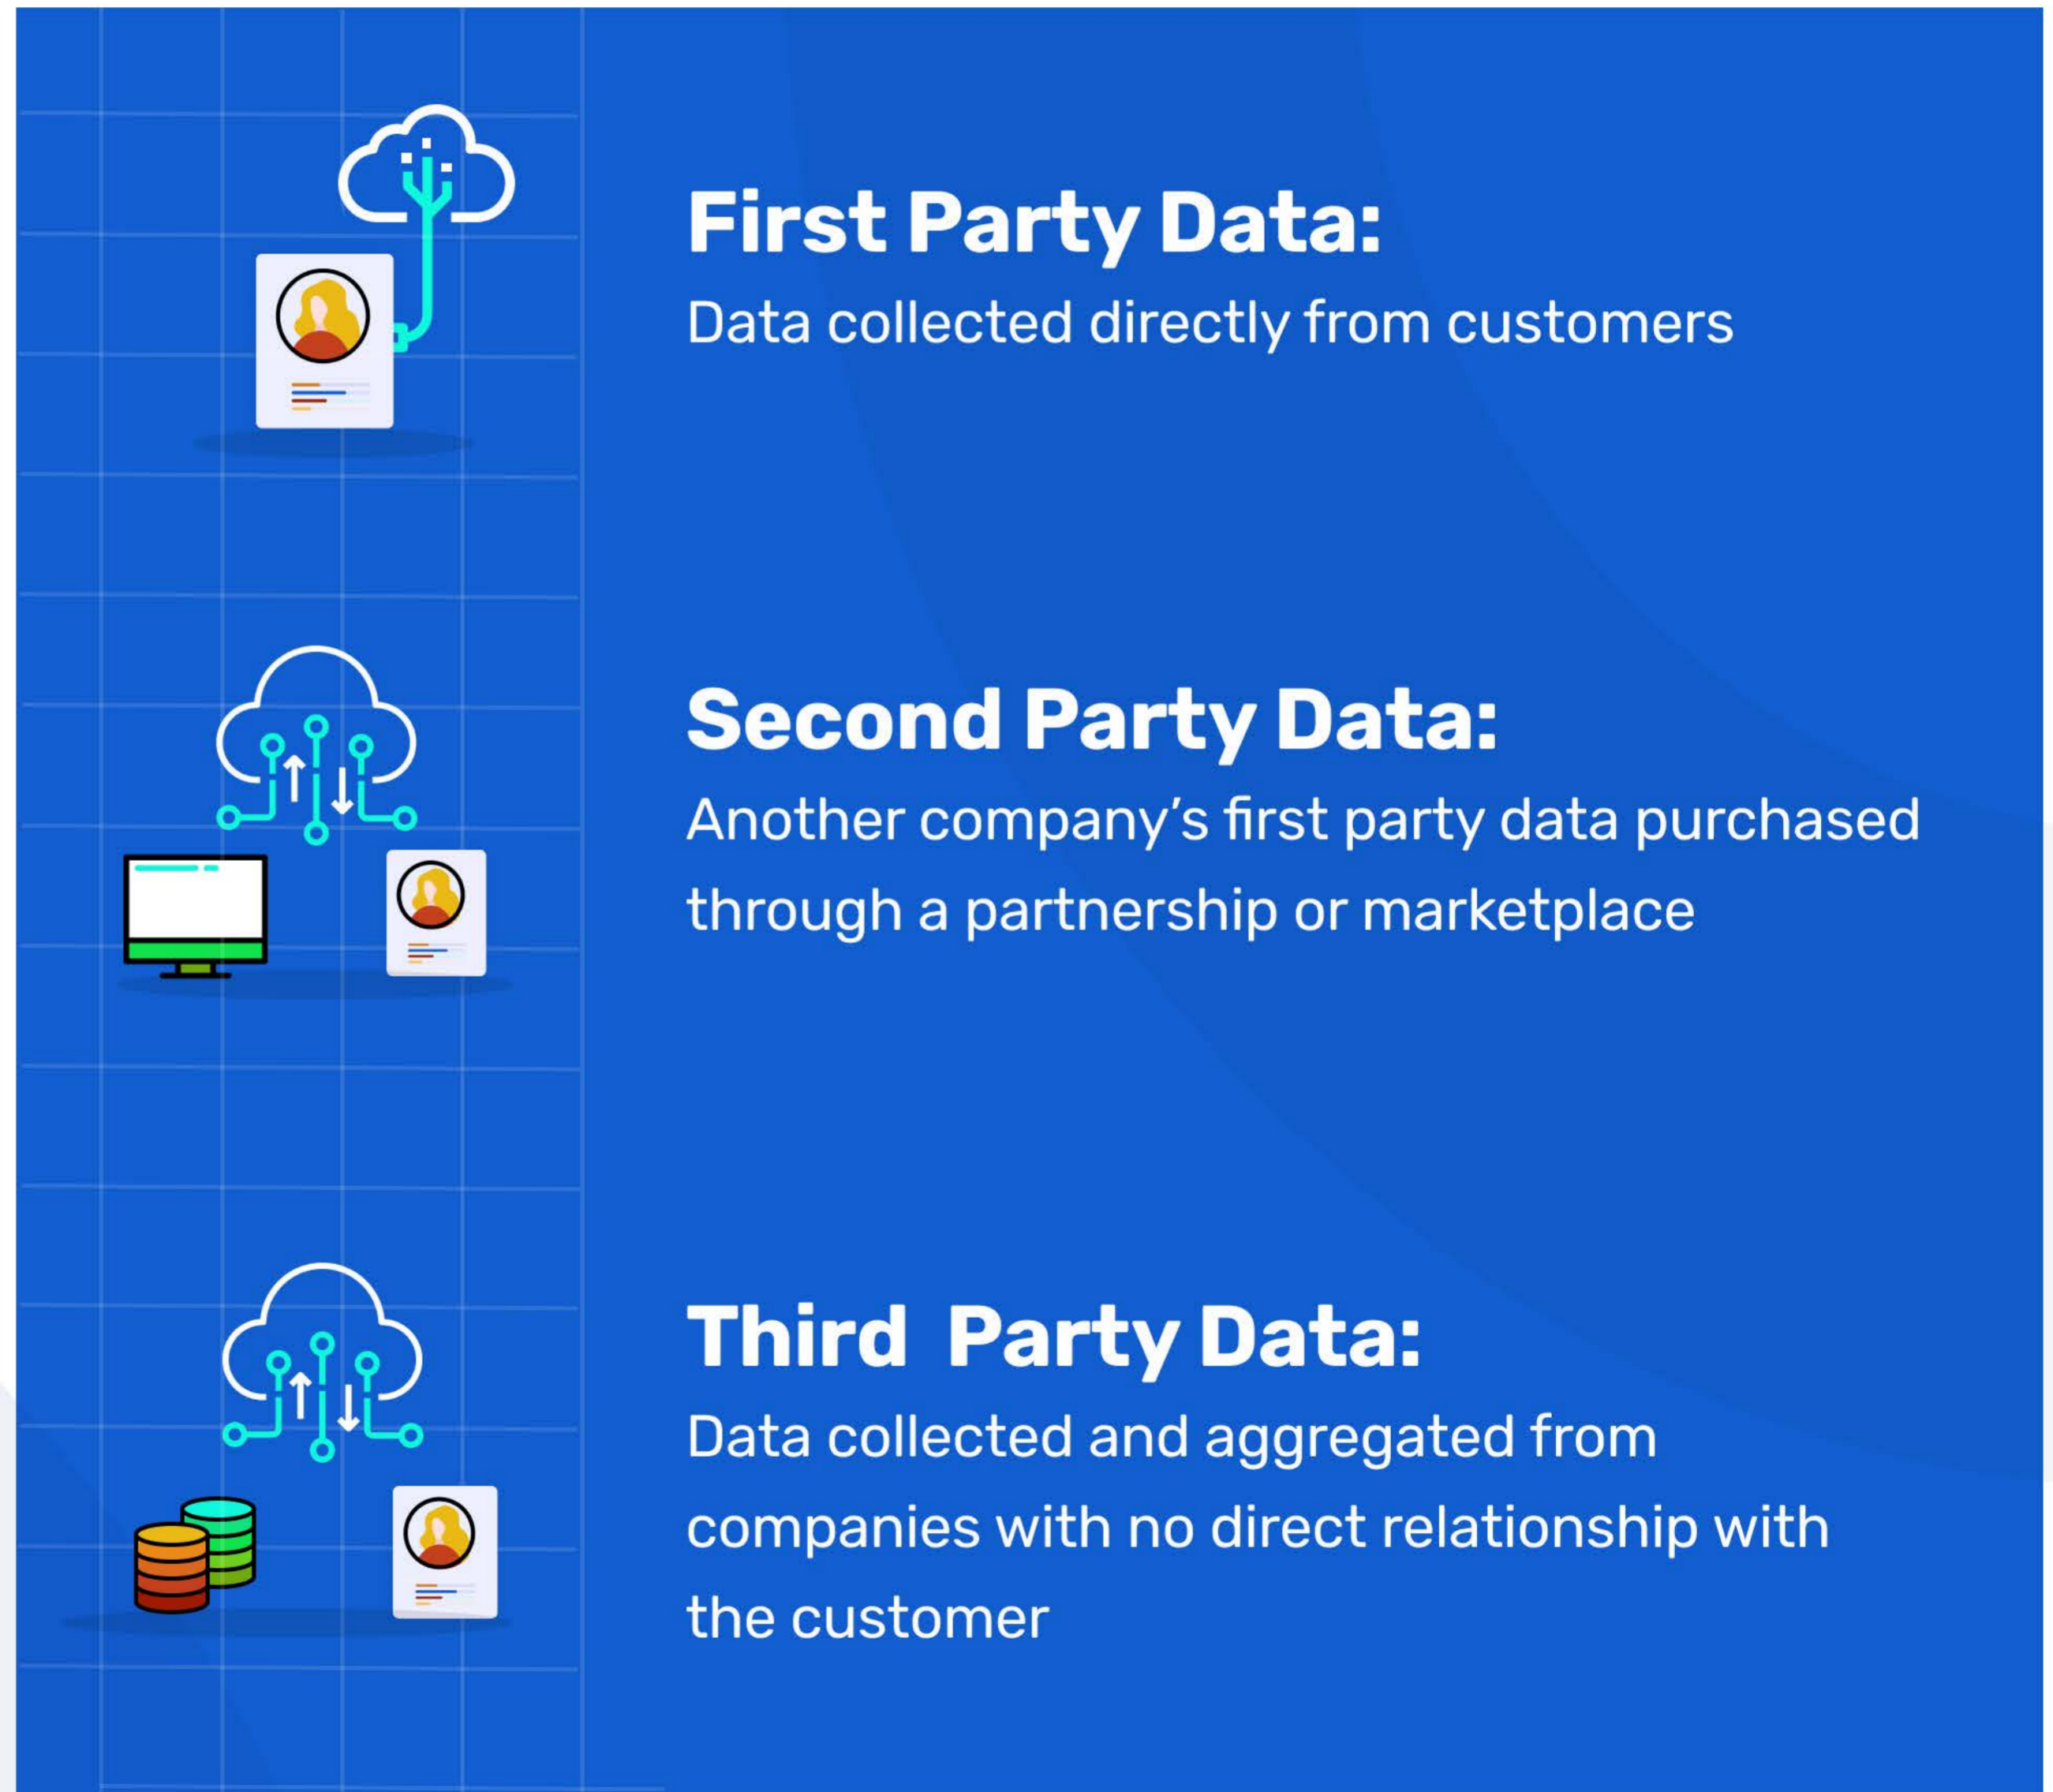 First Party Data:
Data collected directly from customers
Second Party Data:
Another company’s first party data purchased
through a partnership or marketplace
Third Party Data:
Data collected and aggregated from
companies with no direct relationship with
the customer